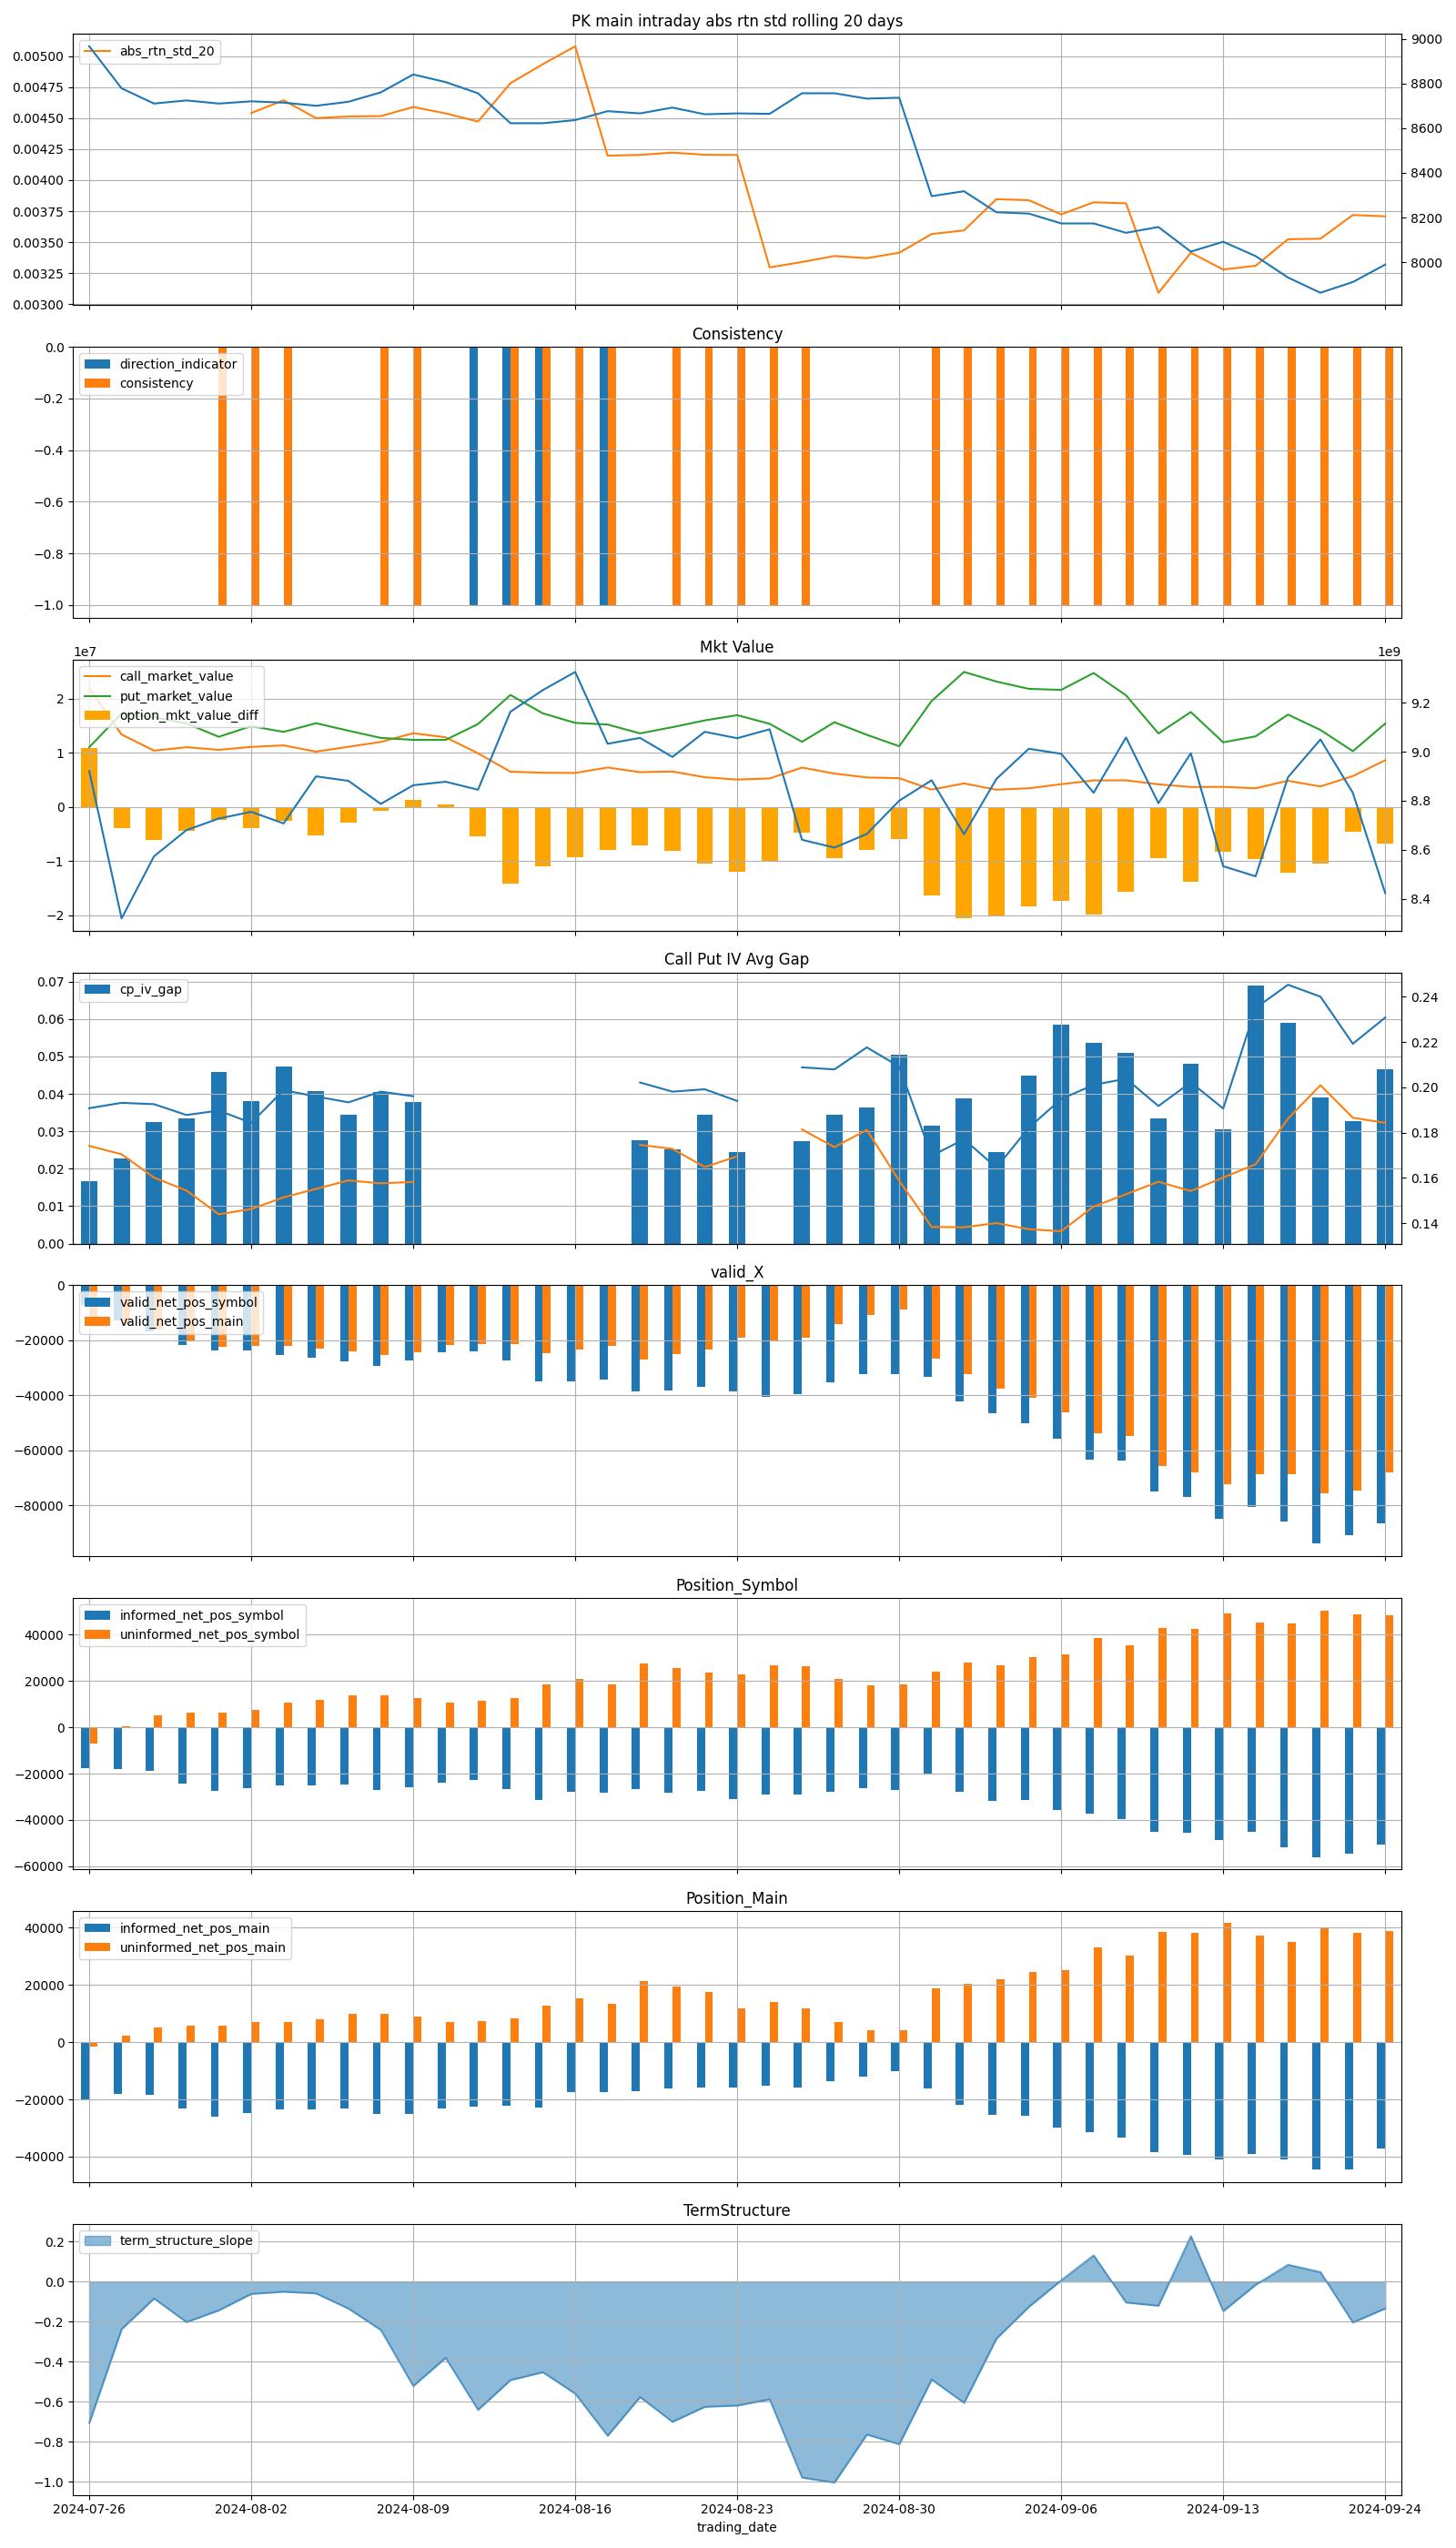 PK main intraday abs rtn std rolling 20 days
abs_rtn_std_20
0.00500
0.00475
0.00450
0.00425
0.00400
0.00375
0.00350
0.00325
0.00300
9000
8800
8600
8400
8200
8000
Consistency
direction_indicator
consistency
0.0
−0.2
−0.4
−0.6
−0.8
−1.0
Mkt Value
1e7
1e9
call_market_value
put_market_value
option_mkt_value_diff
2
1
0
−1
−2
9.2
9.0
8.8
8.6
8.4
Call Put IV Avg Gap
cp_iv_gap
0.07
0.06
0.05
0.04
0.03
0.02
0.01
0.00
0.24
0.22
0.20
0.18
0.16
0.14
valid_X
valid_net_pos_symbol
valid_net_pos_main
0
−20000
−40000
−60000
−80000
Position_Symbol
informed_net_pos_symbol
uninformed_net_pos_symbol
40000
20000
0
−20000
−40000
−60000
Position_Main
informed_net_pos_main
uninformed_net_pos_main
40000
20000
0
−20000
−40000
TermStructure
term_structure_slope
0.2
0.0
−0.2
−0.4
−0.6
−0.8
−1.0
2024-07-26 2024-08-02 2024-08-09 2024-08-16 2024-08-23 2024-08-30 2024-09-06 2024-09-13 2024-09-24
trading_date